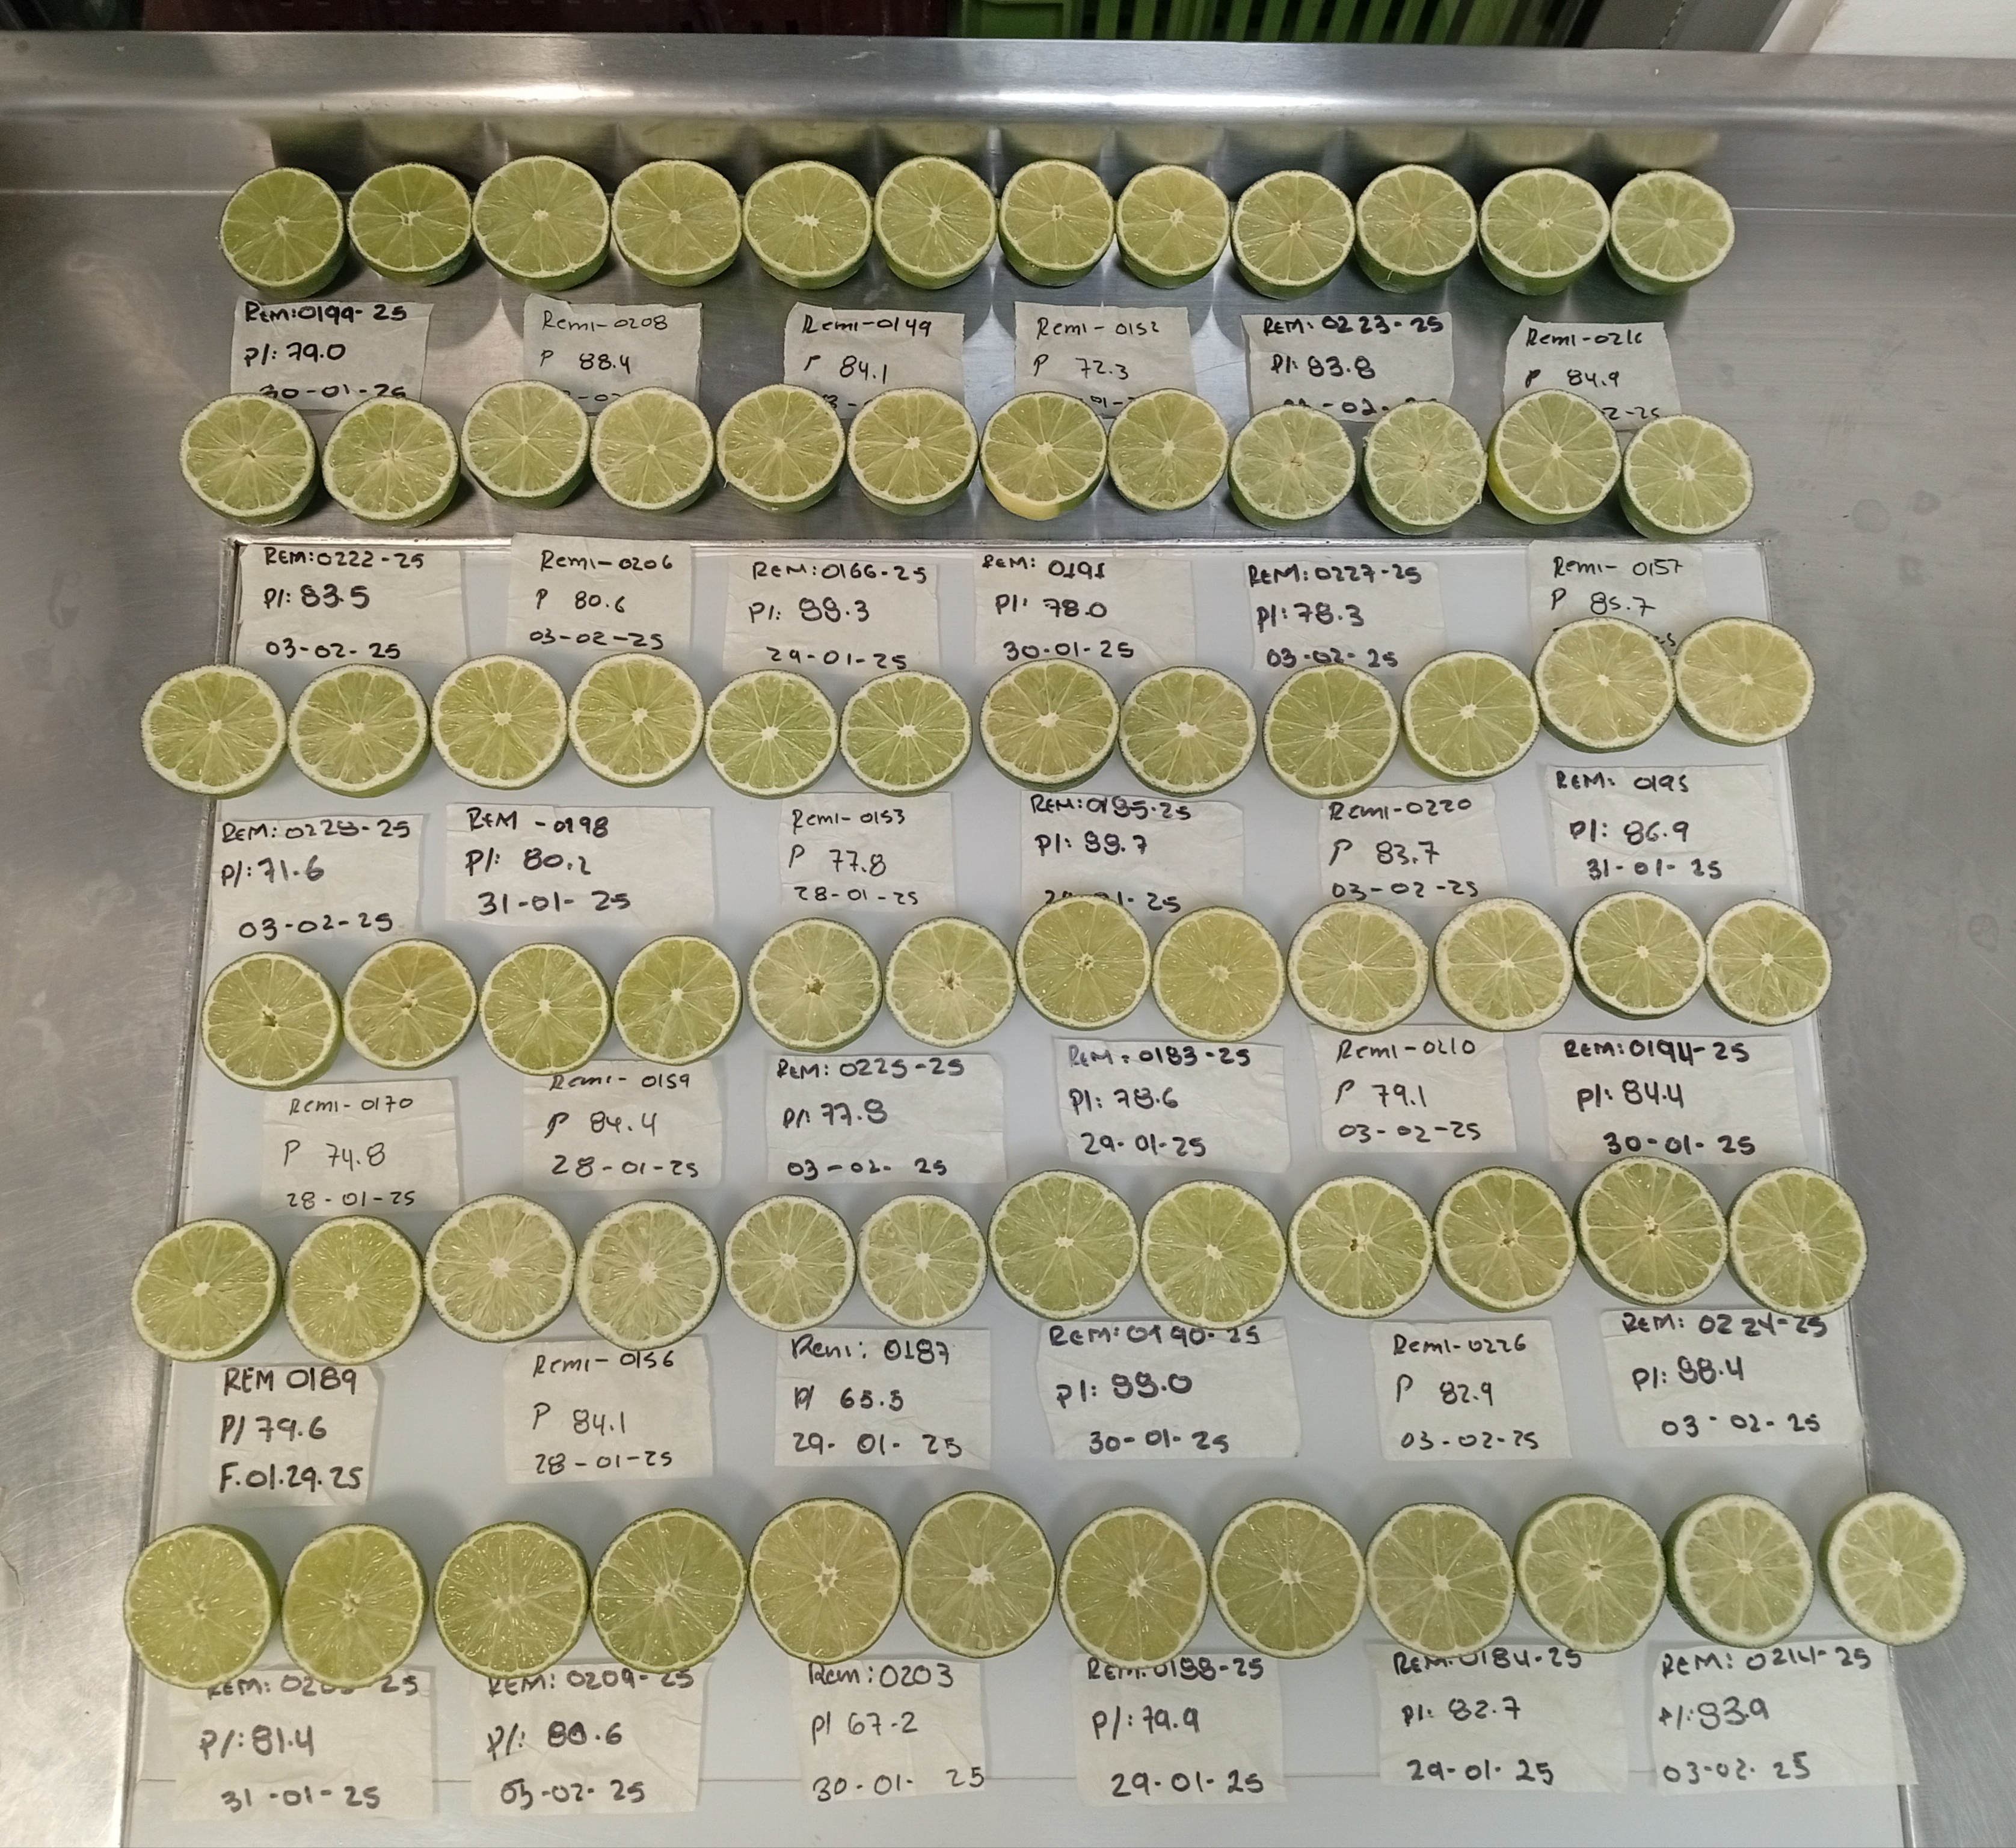 REM:0199-25
P/: 79.0
30-01-25
Remi-0208
P 88.4
Remi-0149
P 84.1
Remi-0152
P 72.3
REM: 0223-25
P/: 83.8
Remi-0216
P 84.9
REM:0222-25
P/: 83.5
03-02-25
Remi-0206
P 80.6
03-02-25
REM:0166-25
P/: 88.3
29-01-25
REM: 0191
P/: 78.0
30-01-25
REM:0227-25
P/: 78.3
03-02-25
Remi-0157
P 85.7
REM: 0228-25
P/: 71.6
03-02-25
REM -0198
P/: 80.2
31-01-25
Remi-0153
P 77.8
28-01-25
REM:0185-25
P/: 88.7
Remi-0220
P 83.7
03-02-25
REM: 0195
P/: 86.9
31-01-25
Remi-0170
P 74.8
28-01-25
Remi-0159
P 84.4
28-01-25
REM: 0225-25
P/: 77.8
03-02-25
REM: 0183-25
P/: 78.6
29-01-25
Remi-0210
P 79.1
03-02-25
REM:0194-25
P/: 84.4
30-01-25
REM 0189
P/ 79.6
F.01.29.25
Remi-0156
P 84.1
28-01-25
Remi: 0187
P/
29-01-25
REM:0190-25
P/: 88.0
30-01-25
Remi-0226
P 82.9
03-02-25
REM: 0224-25
P/: 88.4
03-02-25
REM:
P/: 81.4
31-01-25
REM: 0209-25
P/: 80.6
03-02-25
Rem:0203
P/ 67-2
30-01-25
REM:0188-25
P/: 79.9
29-01-25
REM:0184-25
P/: 82.7
29-01-25
REM: 0214-25
P/: 83.9
03-02-25